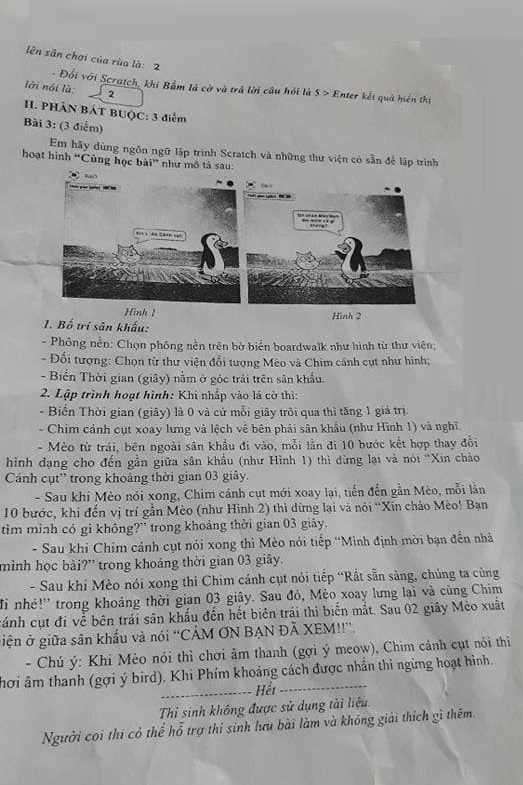 lên sân chơi của rùa là: 2
- Đối với Scratch, khi Bấm lá cờ và trả lời câu hỏi là 5 > Enter kết quả hiển thị
lời nói là: 2
II. PHẦN BẮT BUỘC: 3 điểm
Bài 3: (3 điểm)
Em hãy dùng ngôn ngữ lập trình Scratch và những thư viện có sẵn để lập trình
hoạt hình “Cùng học bài” như mô tả sau:
Hình 1
Hình 2
1. Bố trí sân khấu:
- Phông nền: Chọn phông nền trên bờ biển boardwalk như hình từ thư viện;
- Đối tượng: Chọn từ thư viện đối tượng Mèo và Chim cánh cụt như hình;
- Biến Thời gian (giây) nằm ở góc trái trên sân khấu.
2. Lập trình hoạt hình: Khi nhấp vào lá cờ thì:
- Biến Thời gian (giây) là 0 và cứ mỗi giây trôi qua thì tăng 1 giá trị.
- Chim cánh cụt xoay lưng và lệch về bên phải sân khấu (như Hình 1) và nghĩ.
- Mèo từ trái, bên ngoài sân khấu đi vào, mỗi lần đi 10 bước kết hợp thay đổi
hình dạng cho đến gần giữa sân khấu (như Hình 1) thì dừng lại và nói “Xin chào
Cánh cụt” trong khoảng thời gian 03 giây.
- Sau khi Mèo nói xong, Chim cánh cụt mới xoay lại, tiến đến gần Mèo, mỗi lần
10 bước, khi đến vị trí gần Mèo (như Hình 2) thì dừng lại và nói “Xin chào Mèo! Bạn
tìm mình có gì không?” trong khoảng thời gian 03 giây.
- Sau khi Chim cánh cụt nói xong thì Mèo nói tiếp “Mình định mời bạn đến nhà
mình học bài?” trong khoảng thời gian 03 giây.
- Sau khi Mèo nói xong thì Chim cánh cụt nói tiếp “Rất sẵn sàng, chúng ta cùng
đi nhé!” trong khoảng thời gian 03 giây. Sau đó, Mèo xoay lưng lại và cùng Chim
cánh cụt đi về bên trái sân khấu đến hết biên trái thì biến mất. Sau 02 giây Mèo xuất
hiện ở giữa sân khấu và nói “CẢM ƠN BẠN ĐÃ XEM!!”.
- Chú ý: Khi Mèo nói thì chơi âm thanh (gợi ý meow), Chim cánh cụt nói thì
chơi âm thanh (gợi ý bird). Khi Phím khoảng cách được nhấn thì ngừng hoạt hình.
---------------- Hết ----------------
Thí sinh không được sử dụng tài liệu.
Người coi thi có thể hỗ trợ thí sinh lưu bài làm và không giải thích gì thêm.